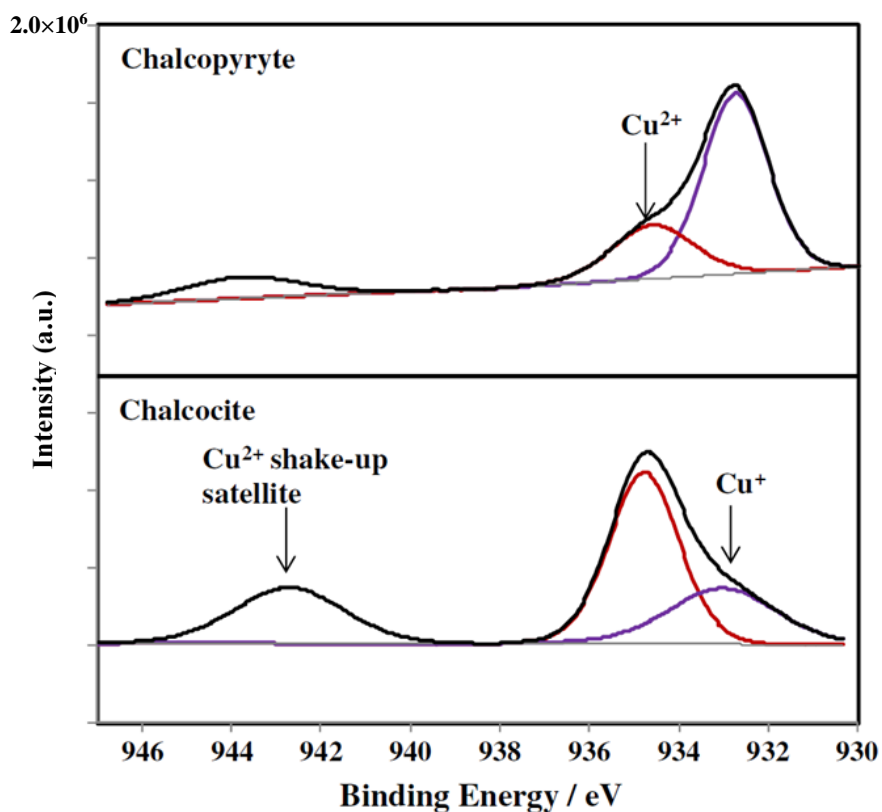 2.0×10⁶
Chalcopyryte
Cu²⁺
Intensity (a.u.)
Chalcocite
Cu²⁺ shake-up
satellite
Cu⁺
946 944 942 940 938 936 934 932 930
Binding Energy / eV